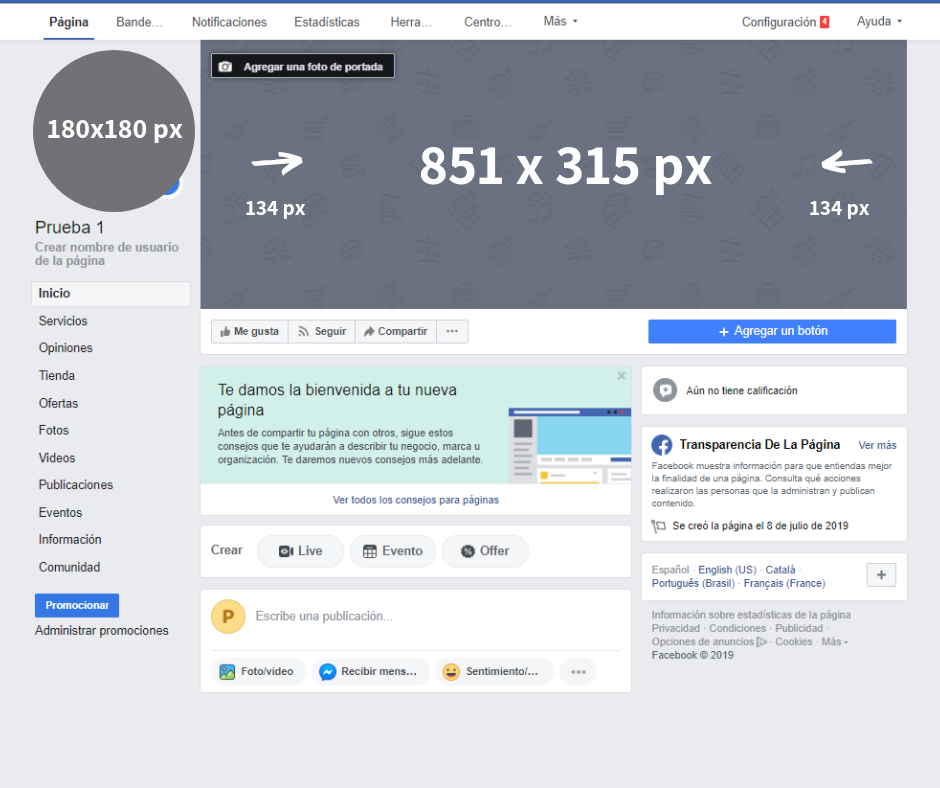 Página Bande... Notificaciones Estadísticas Herra... Centro... Más Configuración 4 Ayuda
Agregar una foto de portada
180x180 px
851 x 315 px
134 px 134 px
Prueba 1
Crear nombre de usuario
de la página
Inicio
Servicios
Opiniones
Tienda
Ofertas
Fotos
Videos
Publicaciones
Eventos
Información
Comunidad
Promocionar
Administrar promociones
Me gusta Seguir Compartir ...
+ Agregar un botón
Te damos la bienvenida a tu nueva
página
Antes de compartir tu página con otros, sigue estos
consejos que te ayudarán a describir tu negocio, marca u
organización. Te daremos nuevos consejos más adelante.
Ver todos los consejos para páginas
Crear Live Evento Offer
P Escribe una publicación...
Foto/video Recibir mens... Sentimiento/... ...
Aún no tiene calificación
Transparencia De La Página Ver más
Facebook muestra información para que entiendas mejor
la finalidad de una página. Consulta qué acciones
realizaron las personas que la administran y publican
contenido.
Se creó la página el 8 de julio de 2019
Español · English (US) · Català ·
Português (Brasil) · Français (France)
+
Información sobre estadísticas de la página
Privacidad · Condiciones · Publicidad ·
Opciones de anuncios · Cookies · Más
Facebook © 2019